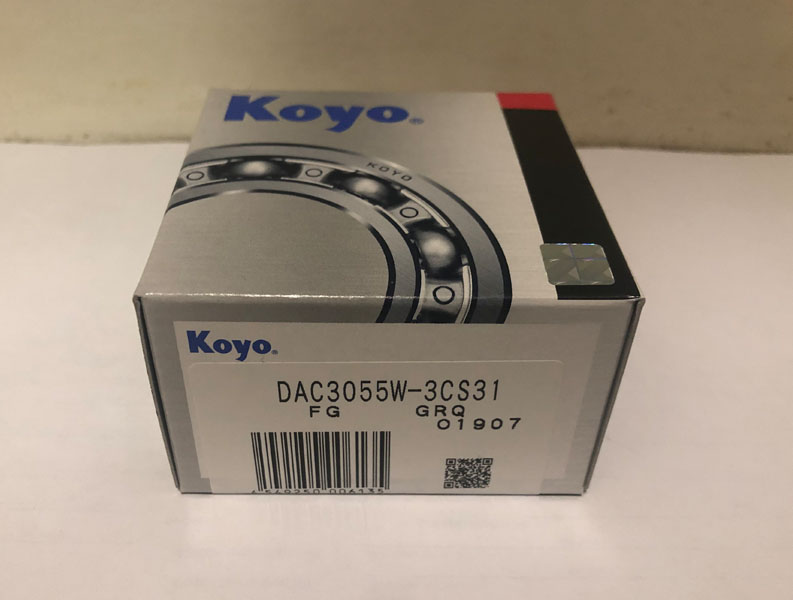 Koyo®
KOYO
Koyo®
DAC3055W-3CS31
FG GRQ
01907